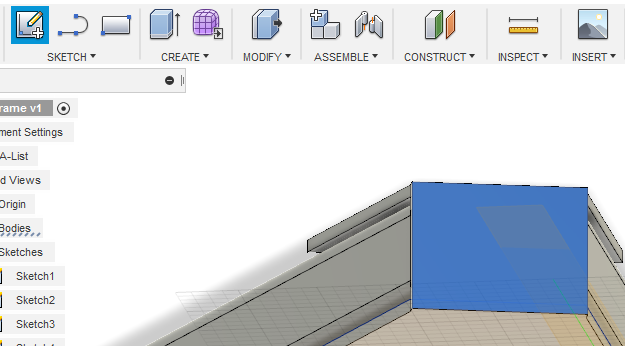 SKETCH ▾ CREATE ▾ MODIFY ▾ ASSEMBLE ▾ CONSTRUCT ▾ INSPECT ▾ INSERT ▾
rame v1
ment Settings
A-List
d Views
Origin
Bodies
Sketches
Sketch1
Sketch2
Sketch3